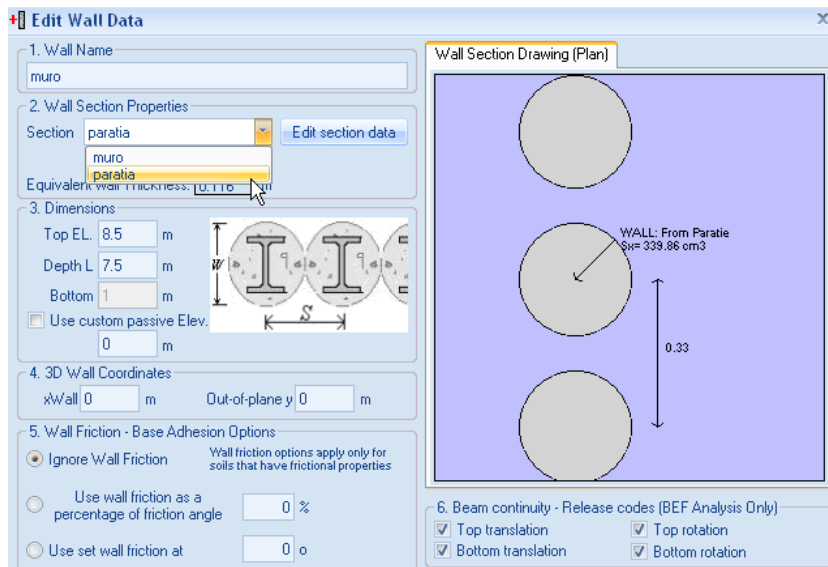 Edit Wall Data
1. Wall Name
muro
2. Wall Section Properties
Section paratia Edit section data
muro
paratia
Equivalent Wall Thickness: 0.116 m
3. Dimensions
Top EL. 8.5 m
Depth L 7.5 m
Bottom 1 m
Use custom passive Elev.
0 m
W
S
4. 3D Wall Coordinates
xWall 0 m Out-of-plane y 0 m
5. Wall Friction - Base Adhesion Options
Ignore Wall Friction
Wall friction options apply only for
soils that have frictional properties
Use wall friction as a
percentage of friction angle
0 %
Use set wall friction at 0 o
Wall Section Drawing (Plan)
WALL: From Paratie
Sx= 339.86 cm3
0.33
6. Beam continuity - Release codes (BEF Analysis Only)
Top translation Top rotation
Bottom translation Bottom rotation